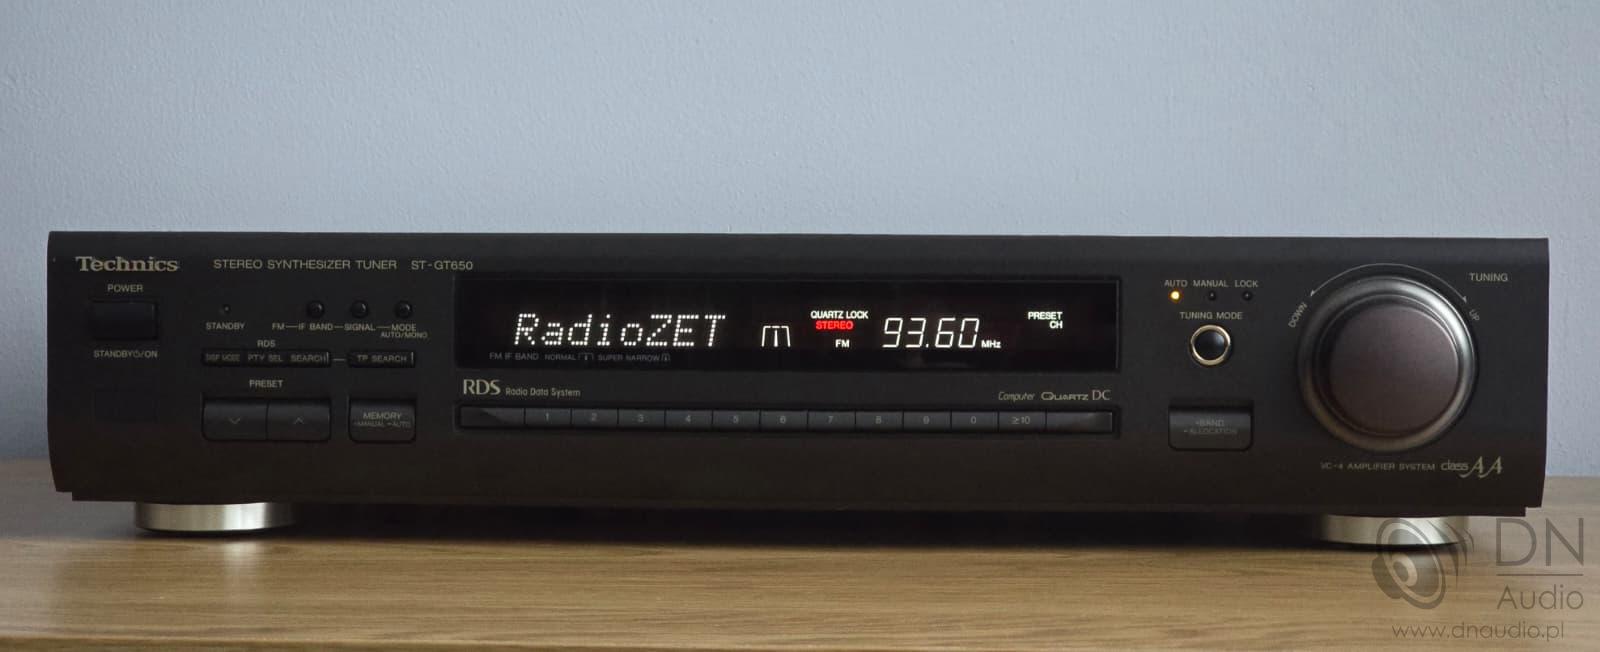 Technics
STEREO SYNTHESIZER TUNER ST-GT650
POWER
STANDBY⏻/ON
STANDBY
FM—IF BAND—SIGNAL—MODE
AUTO/MONO
RDS
DISP MODE PTY SEL SEARCH TP SEARCH
PRESET
MEMORY
-MANUAL -AUTO
RadioZET
QUARTZ LOCK
STEREO
FM
93.60 MHz
PRESET
CH
FM IF BAND NORMAL SUPER NARROW
RDS Radio Data System
Computer QUARTZ DC
1 2 3 4 5 6 7 8 9 0 ≥10
AUTO MANUAL LOCK
TUNING MODE
-BAND
TUNING
DOWN
UP
VC-4 AMPLIFIER SYSTEM class AA
DN
Audio
www.dnaudio.pl